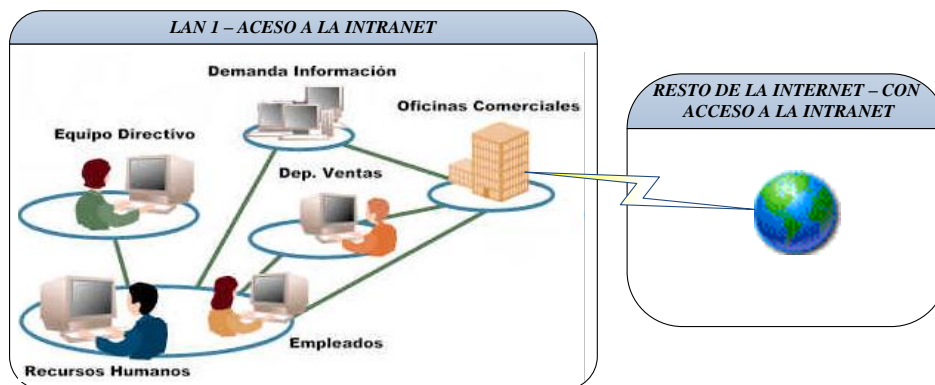 LAN 1 – ACESO A LA INTRANET
Demanda Información
Oficinas Comerciales
Equipo Directivo
Dep. Ventas
Empleados
Recursos Humanos
RESTO DE LA INTERNET – CON
ACCESO A LA INTRANET